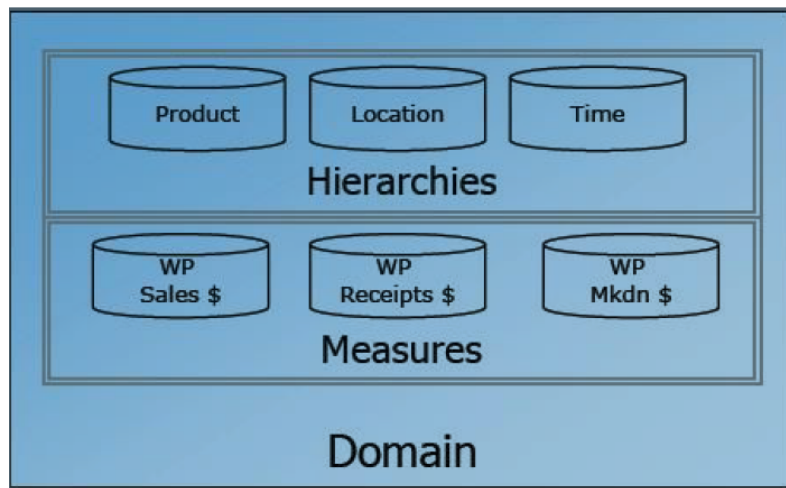 Product
Location
Time
Hierarchies
WP
Sales $
WP
Receipts $
WP
Mkdn $
Measures
Domain